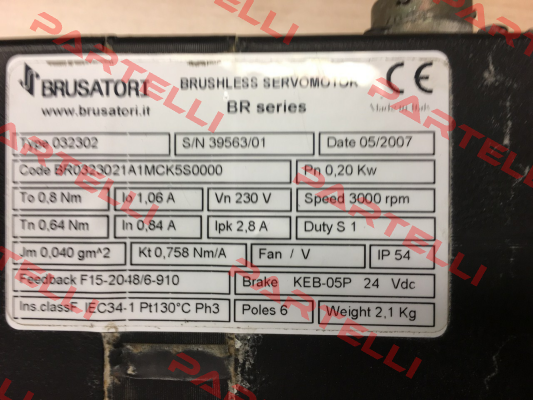 BRUSATORI
BRUSHLESS SERVOMOTOR
CE
www.brusatori.it
BR series
Made in Italy
Type 032302
S/N 39563/01
Date 05/2007
Code BR0323021A1MCK5S0000
Pn 0,20 Kw
To 0,8 Nm
Io 1,06 A
Vn 230 V
Speed 3000 rpm
Tn 0,64 Nm
In 0,84 A
Ipk 2,8 A
Duty S 1
Jm 0,040 gm^2
Kt 0,758 Nm/A
Fan / V
IP 54
Feedback F15-2048/6-910
Brake KEB-05P 24 Vdc
Ins.classF IEC34-1 Pt130°C Ph3
Poles 6
Weight 2,1 Kg
PARTELLI
PARTELLI
PARTELLI
PARTELLI
PARTELLI